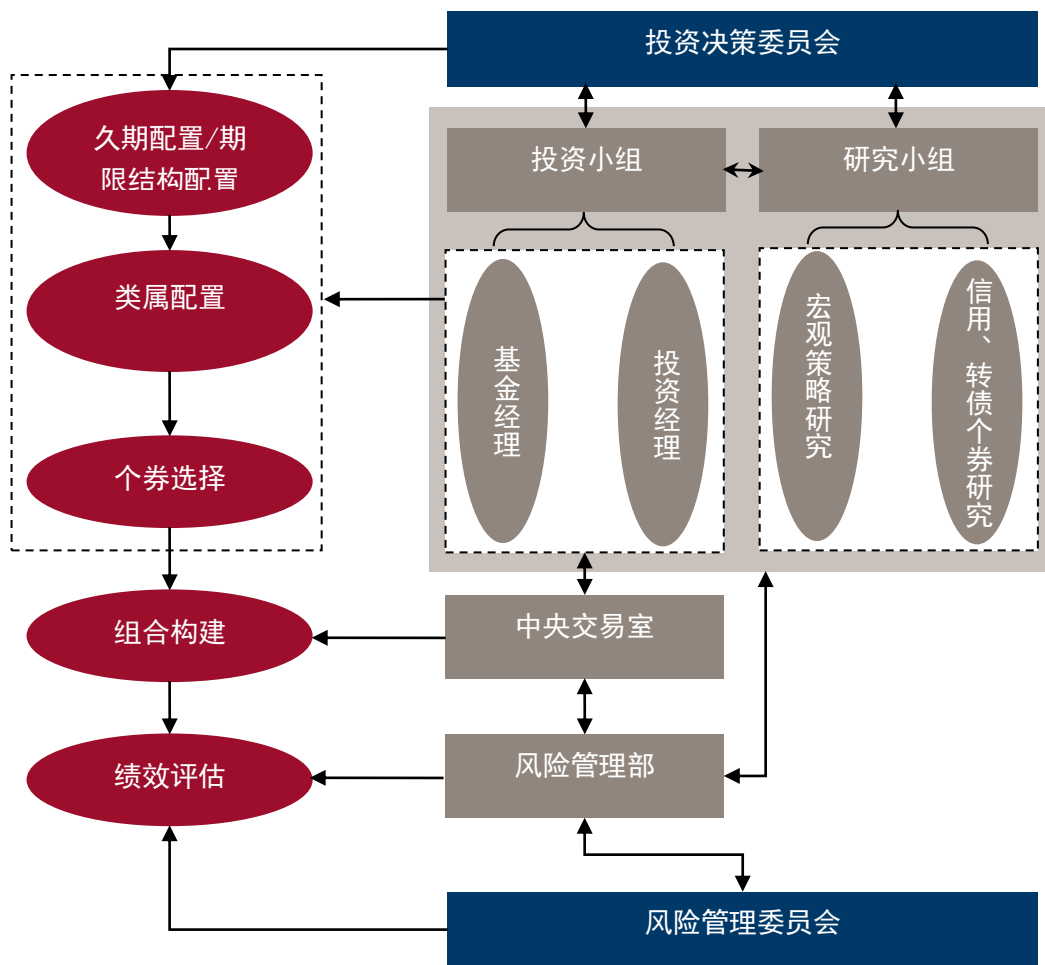 投资决策委员会
久期配置/期
限结构配置
投资小组
研究小组
类属配置
基金经理
投资经理
宏观策略研究
信用、转债个券研究
个券选择
组合构建
中央交易室
绩效评估
风险管理部
风险管理委员会